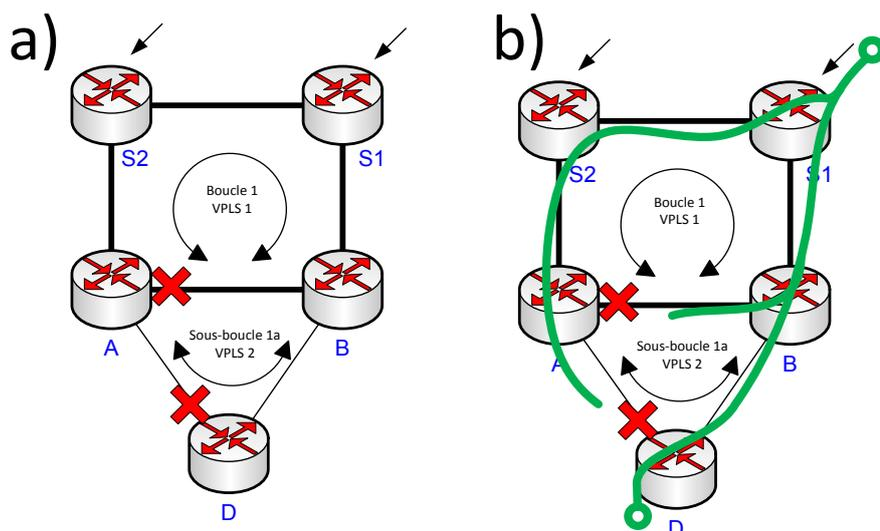 a)
S2
S1
Boucle 1
VPLS 1
Sous-boucle 1a
VPLS 2
A
B
D
b)
S2
S1
Boucle 1
VPLS 1
Sous-boucle 1a
VPLS 2
A
B
D